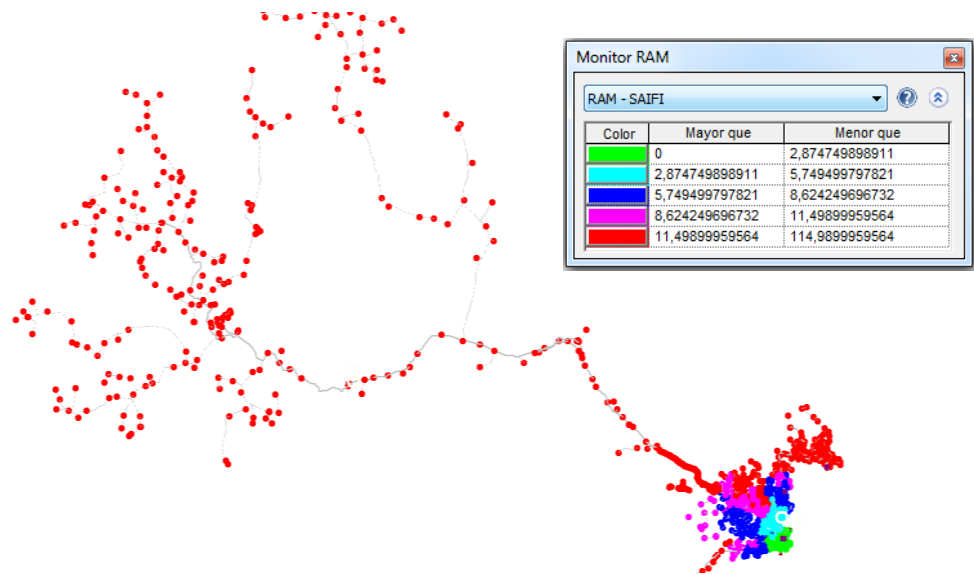 Monitor RAM
RAM - SAIFI
Color Mayor que Menor que
0 2,874749898911
2,874749898911 5,749499797821
5,749499797821 8,624249696732
8,624249696732 11,49899959564
11,49899959564 114,9899959564